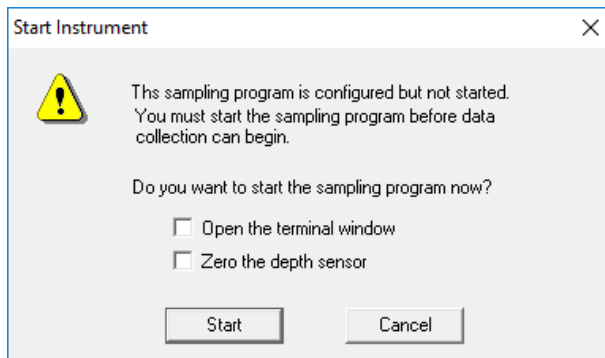 Start Instrument
Ths sampling program is configured but not started.
You must start the sampling program before data
collection can begin.
Do you want to start the sampling program now?
Open the terminal window
Zero the depth sensor
Start
Cancel